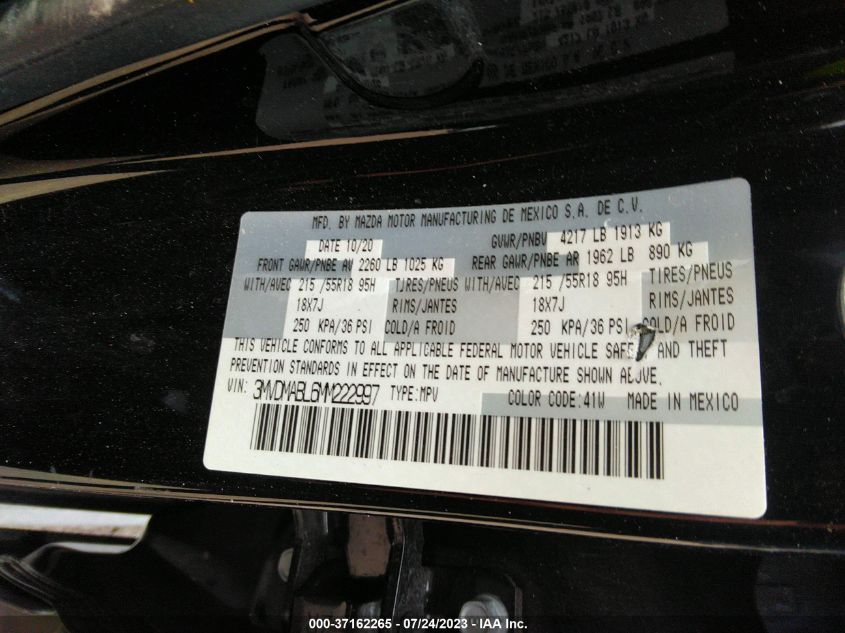 MFD. BY MAZDA MOTOR MANUFACTURING DE MEXICO S.A. DE C.V.
DATE 10/20 GVWR/PNBV 4217 LB 1913 KG
FRONT GAWR/PNBE AV 2260 LB 1025 KG REAR GAWR/PNBE AR 1962 LB 890 KG
WITH/AVEC 215 /55R18 95H TIRES/PNEUS WITH/AVEC 215 /55R18 95H TIRES/PNEUS
18X7J RIMS/JANTES 18X7J RIMS/JANTES
250 KPA/36 PSI COLD/A FROID 250 KPA/36 PSI COLD/A FROID
THIS VEHICLE CONFORMS TO ALL APPLICABLE FEDERAL MOTOR VEHICLE AND THEFT
PREVENTION STANDARDS IN EFFECT ON THE DATE OF MANUFACTURE SHOWN ABOVE.
VIN: 3MVDMABL6MM222997 TYPE:MPV COLOR CODE:41W MADE IN MEXICO
000-37162265 - 07/24/2023 - © IAA Inc.